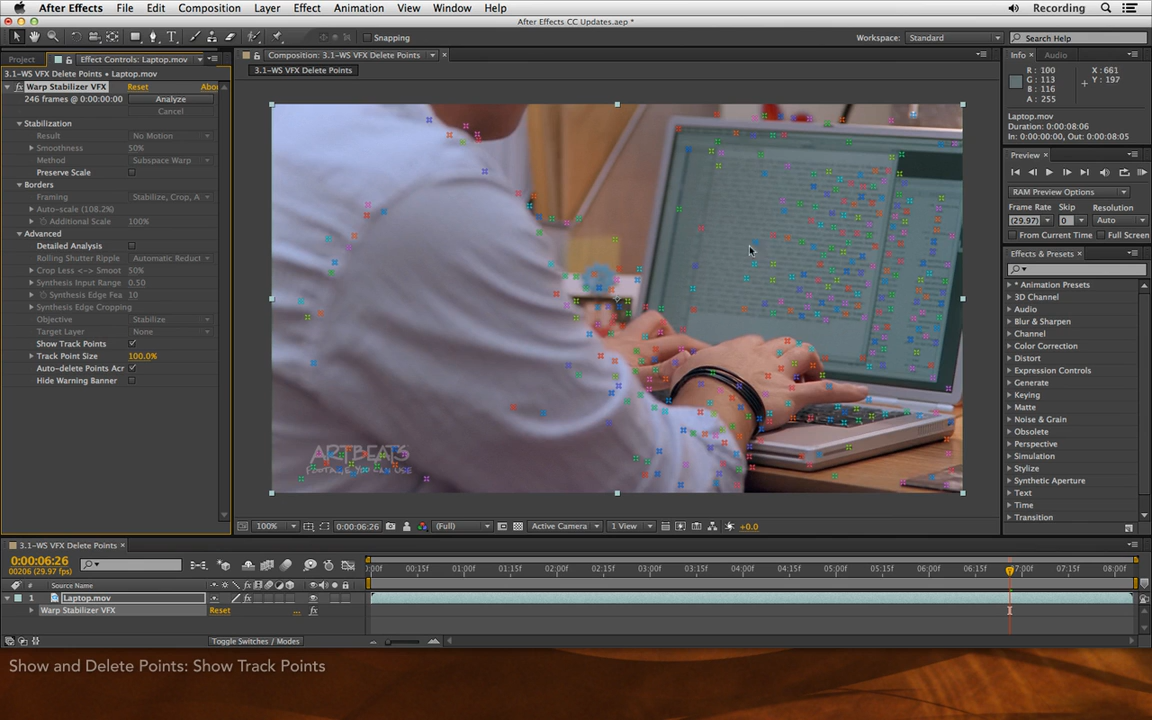 After Effects File Edit Composition Layer Effect Animation View Window Help Recording
After Effects CC Updates.aep *
Snapping Workspace: Standard Search Help
Project Effect Controls: Laptop.mov
3.1-WS VFX Delete Points • Laptop.mov
fx Warp Stabilizer VFX Reset Abou
246 frames @ 0:00:00:00 Analyze
Cancel
Stabilization
Result No Motion
Smoothness 50%
Method Subspace Warp
Preserve Scale
Borders
Framing Stabilize, Crop, A
Auto-scale (108.2%)
Additional Scale 100%
Advanced
Detailed Analysis
Rolling Shutter Ripple Automatic Reduct
Crop Less <-> Smoot 50%
Synthesis Input Range 0.50
Synthesis Edge Fea 10
Synthesis Edge Cropping
Objective Stabilize
Target Layer None
Show Track Points
Track Point Size 100.0%
Auto-delete Points Acr
Hide Warning Banner
Composition: 3.1-WS VFX Delete Points
3.1-WS VFX Delete Points
ARTBEATS
FOOTAGE YOU CAN USE
100% 0:00:06:26 (Full) Active Camera 1 View +0.0
Info Audio
R : 100 X : 661
G : 113 Y : 197
B : 116
A : 255
Laptop.mov
Duration: 0:00:08:06
In: 0:00:00:00, Out: 0:00:08:05
Preview
RAM Preview Options
Frame Rate Skip Resolution
(29.97) 0 Auto
From Current Time Full Screen
Effects & Presets
* Animation Presets
3D Channel
Audio
Blur & Sharpen
Channel
Color Correction
Distort
Expression Controls
Generate
Keying
Matte
Noise & Grain
Obsolete
Perspective
Simulation
Stylize
Synthetic Aperture
Text
Time
Transition
3.1-WS VFX Delete Points
0:00:06:26
00206 (29.97 fps)
:00f 00:15f 01:00f 01:15f 02:00f 02:15f 03:00f 03:15f 04:00f 04:15f 05:00f 05:15f 06:00f 06:15f 07:00f 07:15f 08:00f
# Source Name
1 Laptop.mov
Warp Stabilizer VFX Reset ...
Toggle Switches / Modes
Show and Delete Points: Show Track Points